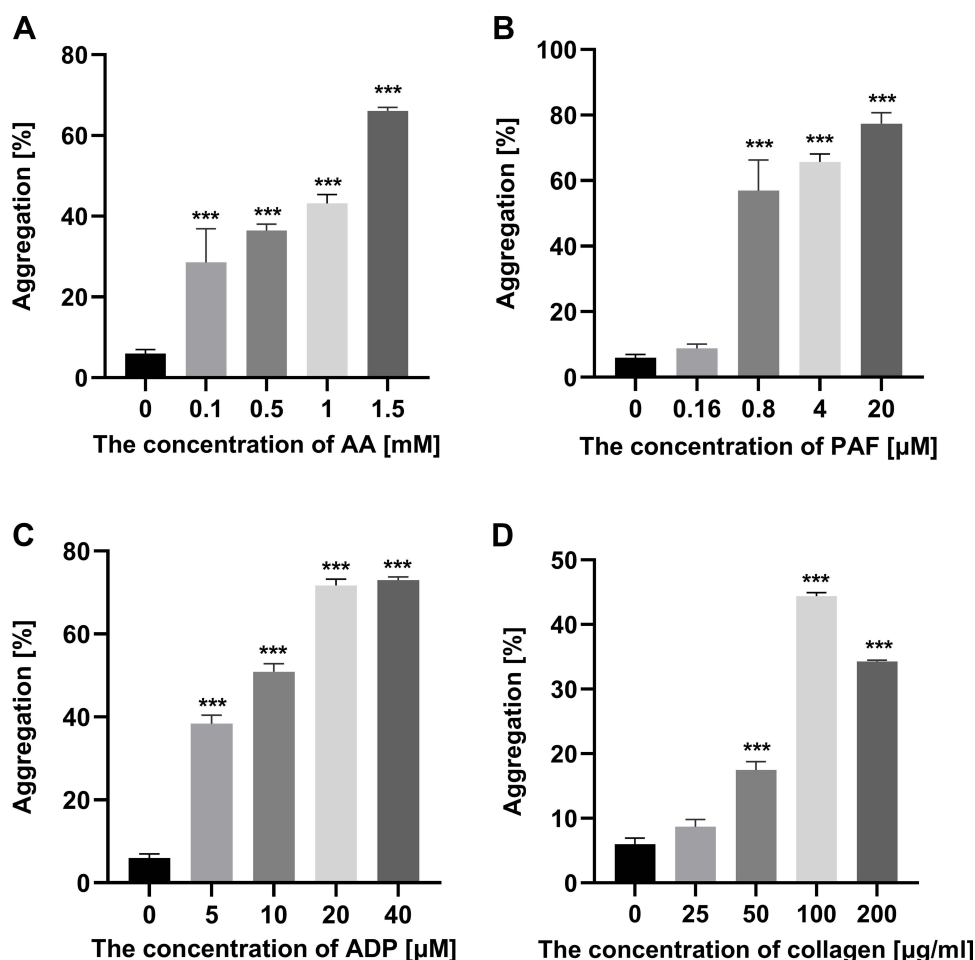 A
Aggregation [%]
80
60
40
20
0
***
***
***
***
0 0.1 0.5 1 1.5
The concentration of AA [mM]
B
Aggregation [%]
100
80
60
40
20
0
***
***
***
0 0.16 0.8 4 20
The concentration of PAF [µM]
C
Aggregation [%]
80
60
40
20
0
***
***
***
***
0 5 10 20 40
The concentration of ADP [µM]
D
Aggregation [%]
50
40
30
20
10
0
***
***
***
0 25 50 100 200
The concentration of collagen [µg/ml]